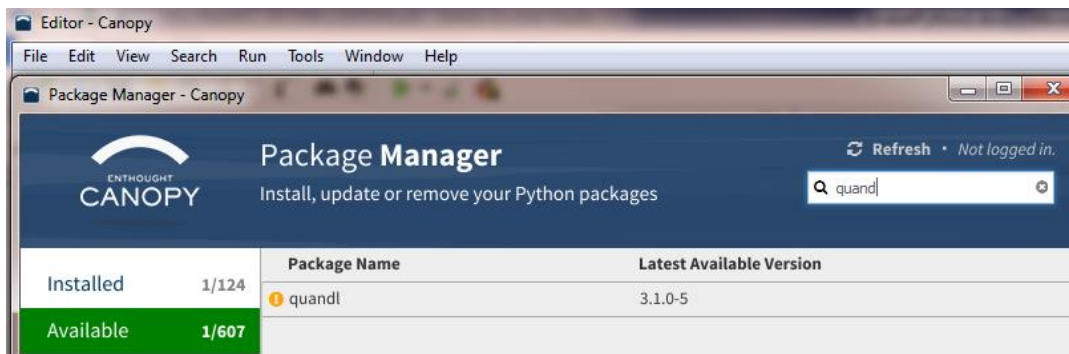 Editor - Canopy
File Edit View Search Run Tools Window Help
Package Manager - Canopy
ENTHOUGHT
CANOPY
Package Manager
Install, update or remove your Python packages
Refresh • Not logged in.
quand
Package Name Latest Available Version
Installed 1/124
quandl 3.1.0-5
Available 1/607